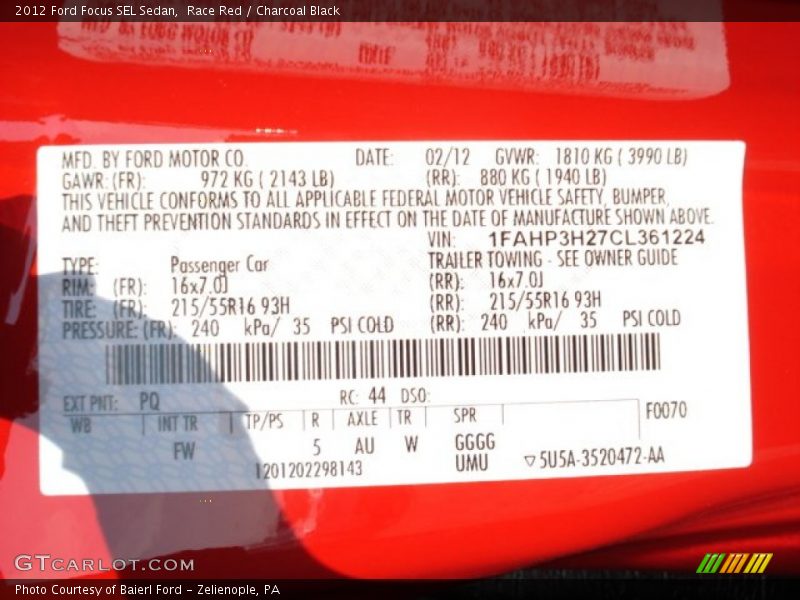 2012 Ford Focus SEL Sedan, Race Red / Charcoal Black
MFD. BY FORD MOTOR CO. DATE: 02/12 GVWR: 1810 KG ( 3990 LB)
GAWR: (FR): 972 KG ( 2143 LB) (RR): 880 KG ( 1940 LB)
THIS VEHICLE CONFORMS TO ALL APPLICABLE FEDERAL MOTOR VEHICLE SAFETY, BUMPER,
AND THEFT PREVENTION STANDARDS IN EFFECT ON THE DATE OF MANUFACTURE SHOWN ABOVE.
VIN: 1FAHP3H27CL361224
TYPE: Passenger Car TRAILER TOWING - SEE OWNER GUIDE
RIM: (FR): 16x7.0J (RR): 16x7.0J
TIRE: (FR): 215/55R16 93H (RR): 215/55R16 93H
PRESSURE: (FR): 240 kPa/ 35 PSI COLD (RR): 240 kPa/ 35 PSI COLD
EXT PNT: PQ RC: 44 DSO:
WB INT TR TP/PS R AXLE TR SPR F0070
FW 5 AU W GGGG
1201202298143 UMU ▽5U5A-3520472-AA
GTCARLOT.COM
Photo Courtesy of Baierl Ford - Zelienople, PA